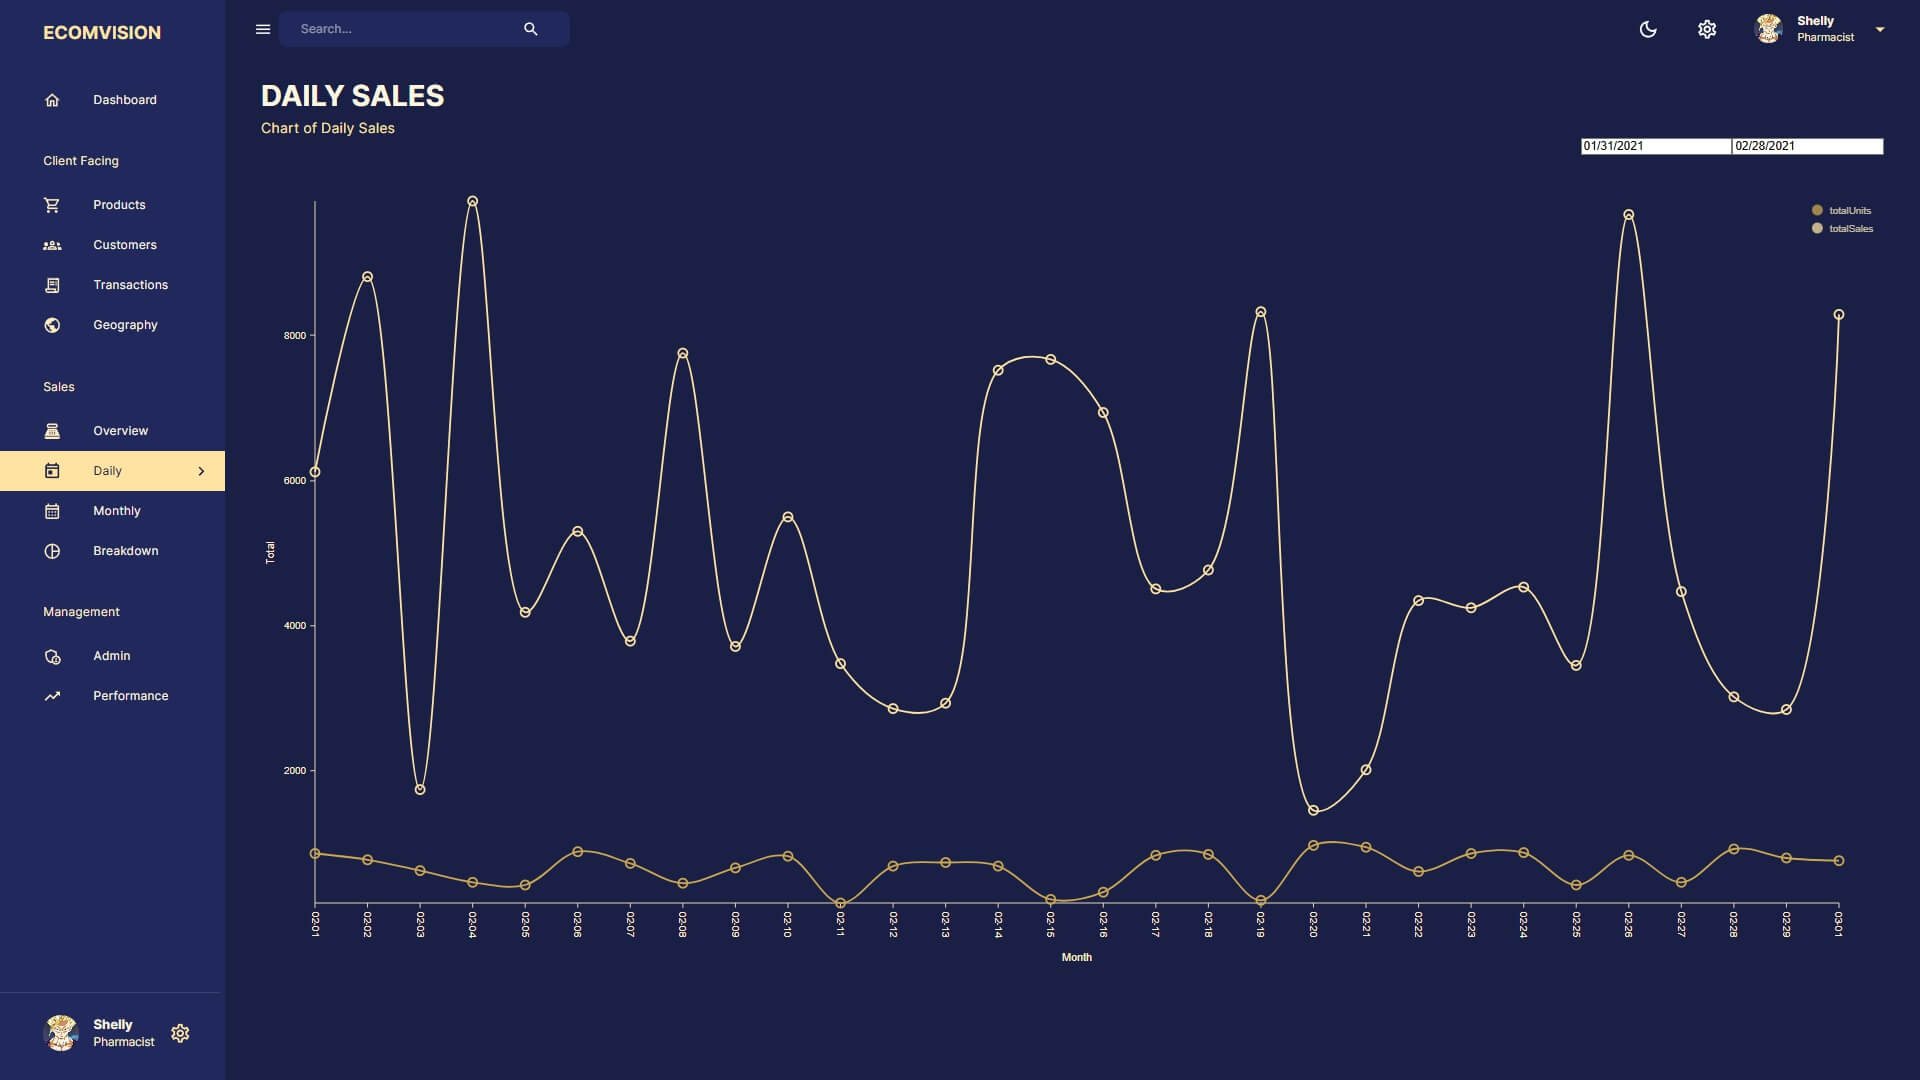 ECOMVISION
Search...
Shelly
Pharmacist
Dashboard
Client Facing
Products
Customers
Transactions
Geography
Sales
Overview
Daily
Monthly
Breakdown
Management
Admin
Performance
Shelly
Pharmacist
DAILY SALES
Chart of Daily Sales
01/31/2021
02/28/2021
totalUnits
totalSales
8000
6000
4000
2000
Total
02-01
02-02
02-03
02-04
02-05
02-06
02-07
02-08
02-09
02-10
02-11
02-12
02-13
02-14
02-15
02-16
02-17
02-18
02-19
02-20
02-21
02-22
02-23
02-24
02-25
02-26
02-27
02-28
02-29
03-01
Month